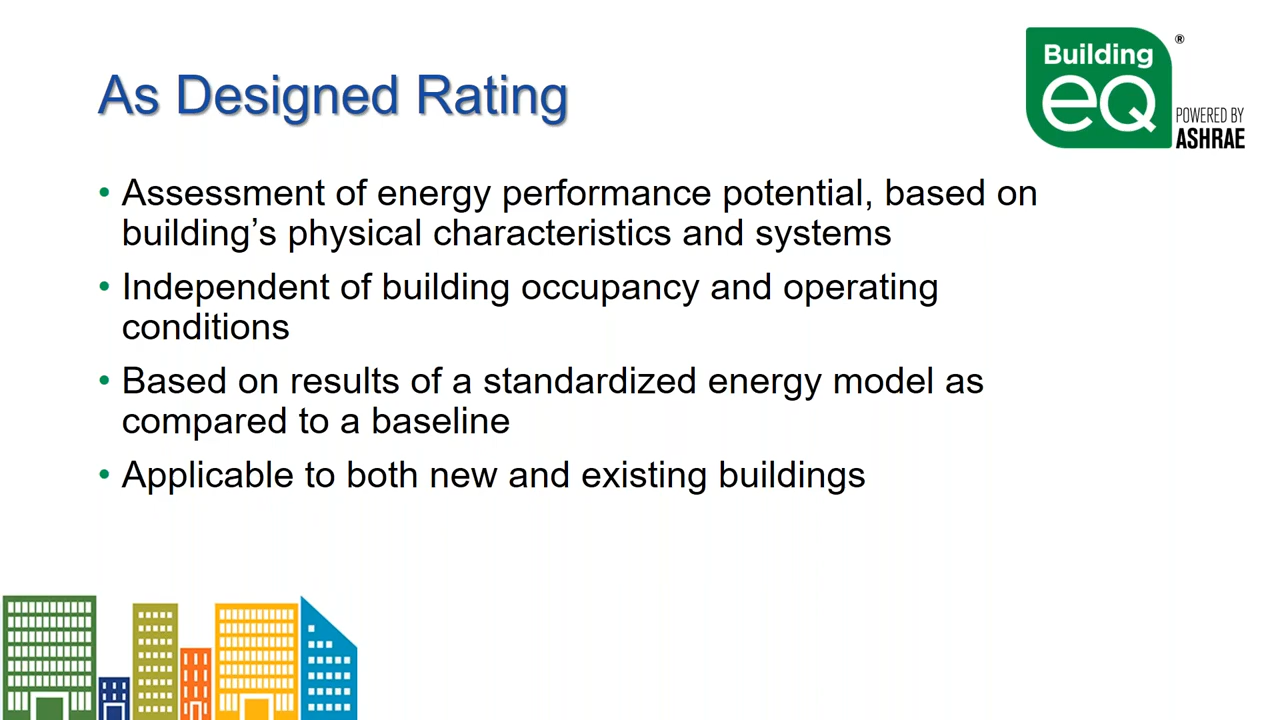 As Designed Rating
Building
eQ
®
POWERED BY
ASHRAE
• Assessment of energy performance potential, based on
building’s physical characteristics and systems
• Independent of building occupancy and operating
conditions
• Based on results of a standardized energy model as
compared to a baseline
• Applicable to both new and existing buildings